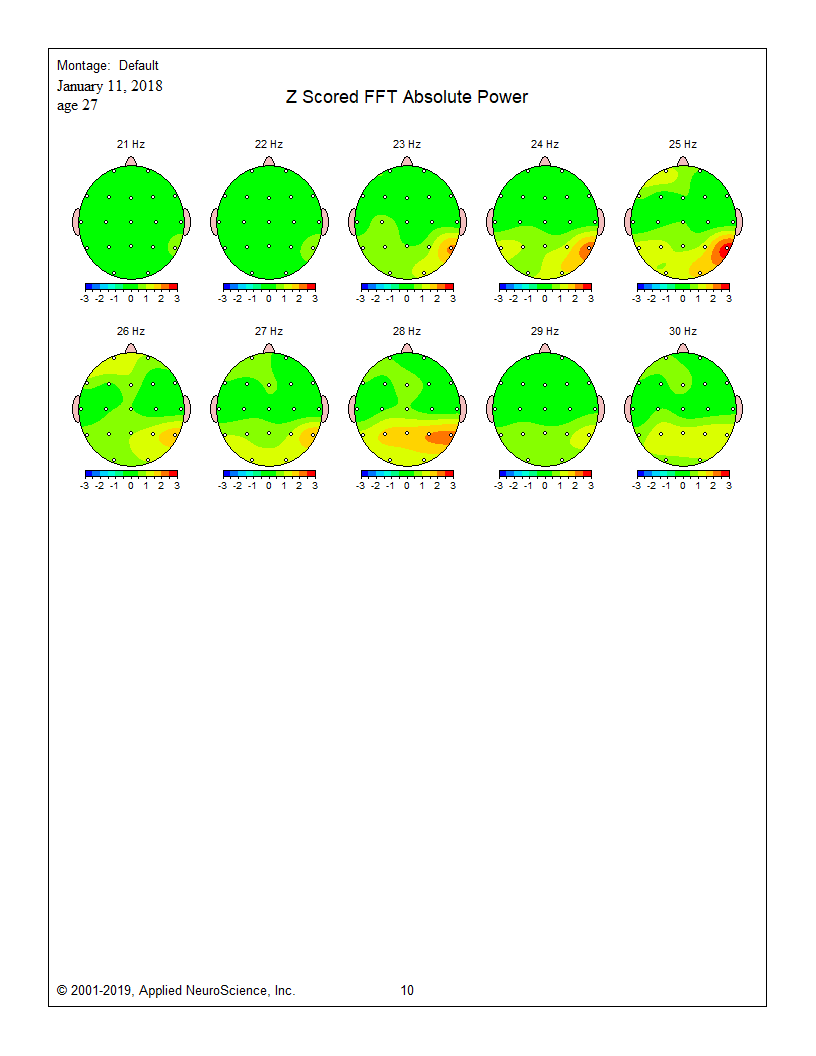 Montage: Default
January 11, 2018
age 27
Z Scored FFT Absolute Power
21 Hz 22 Hz 23 Hz 24 Hz 25 Hz
-3 -2 -1 0 1 2 3 -3 -2 -1 0 1 2 3 -3 -2 -1 0 1 2 3 -3 -2 -1 0 1 2 3 -3 -2 -1 0 1 2 3
26 Hz 27 Hz 28 Hz 29 Hz 30 Hz
-3 -2 -1 0 1 2 3 -3 -2 -1 0 1 2 3 -3 -2 -1 0 1 2 3 -3 -2 -1 0 1 2 3 -3 -2 -1 0 1 2 3
© 2001-2019, Applied NeuroScience, Inc. 10